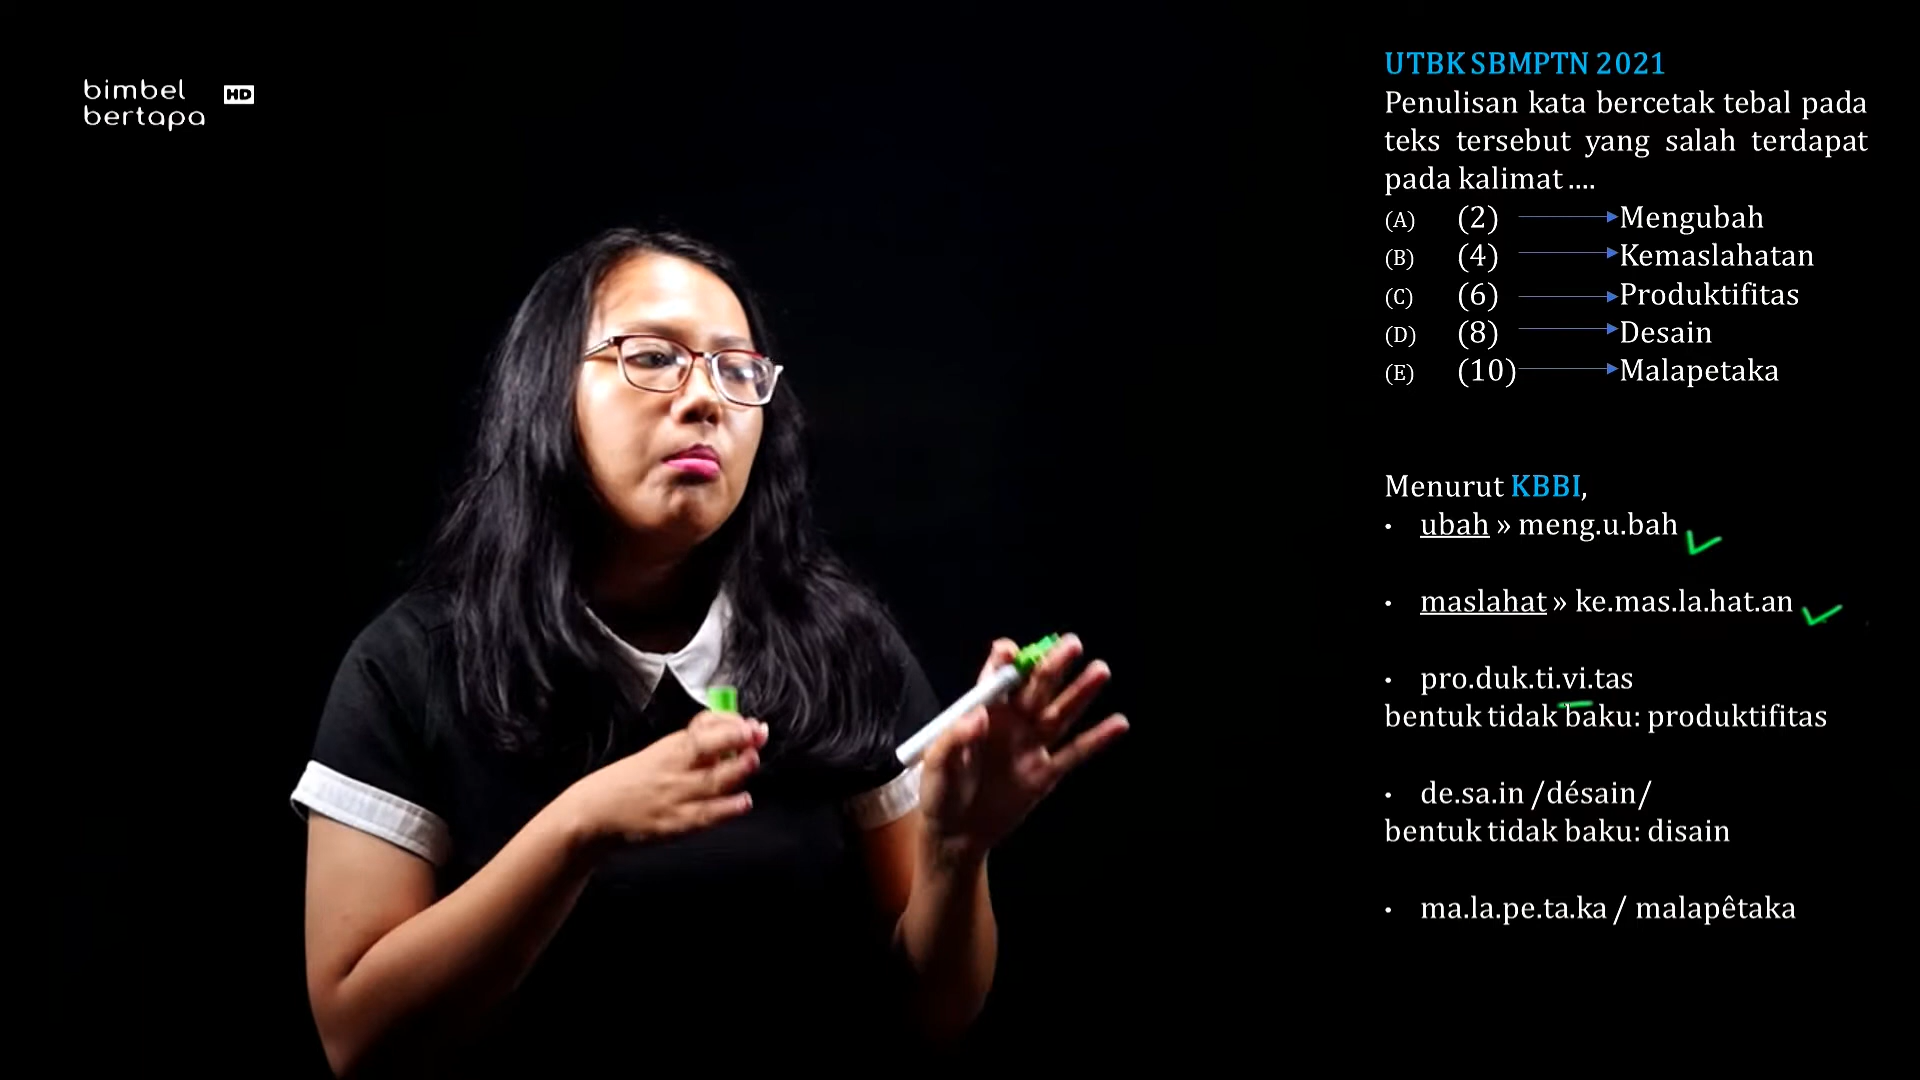 bimbel
bertapa
HD
UTBK SBMPTN 2021
Penulisan kata bercetak tebal pada
teks tersebut yang salah terdapat
pada kalimat ....
(A) (2) Mengubah
(B) (4) Kemaslahatan
(C) (6) Produktifitas
(D) (8) Desain
(E) (10) Malapetaka
Menurut KBBI,
• ubah » meng.u.bah
• maslahat » ke.mas.la.hat.an
• pro.duk.ti.vi.tas
bentuk tidak baku: produktifitas
• de.sa.in /désain/
bentuk tidak baku: disain
• ma.la.pe.ta.ka / malapêtaka